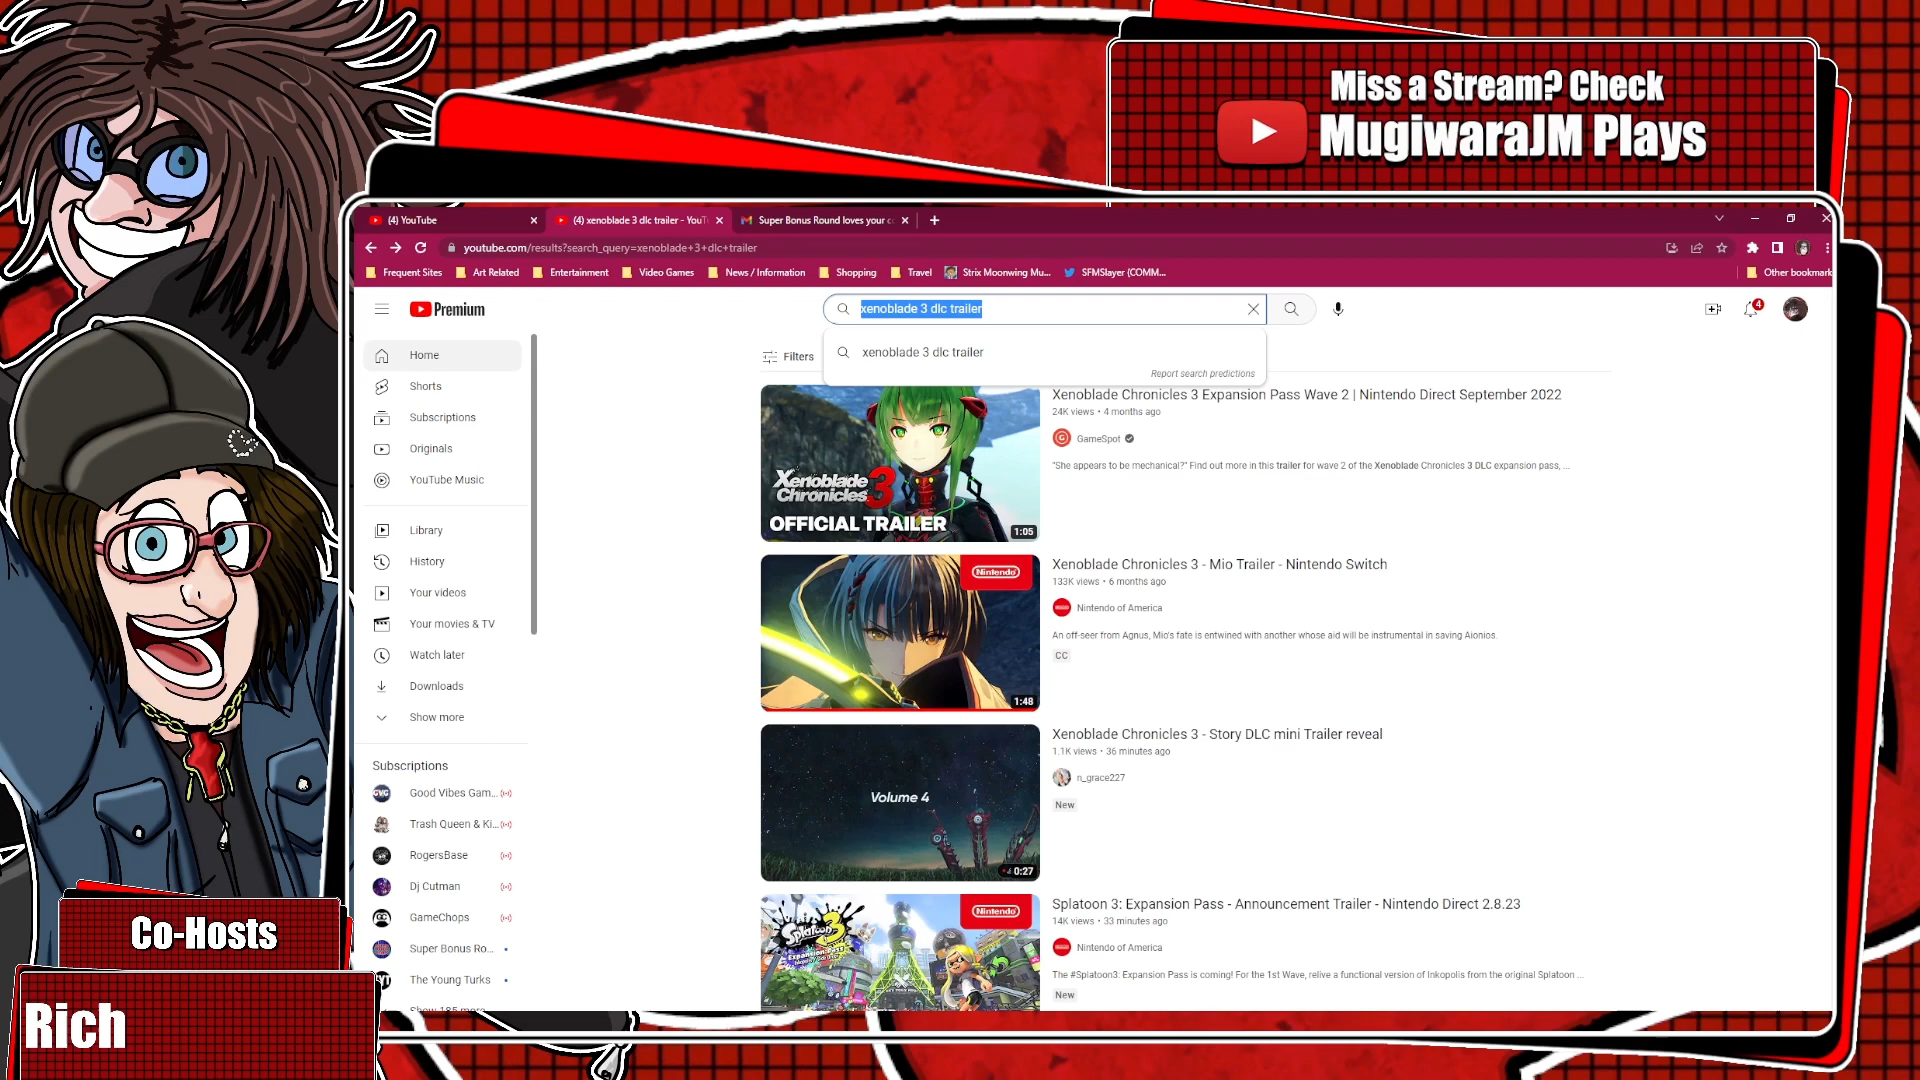 Miss a Stream? Check
MugiwaraJM Plays
(4) YouTube
(4) xenoblade 3 dlc trailer - YouT
Super Bonus Round loves your c
youtube.com/results?search_query=xenoblade+3+dlc+trailer
Frequent Sites
Art Related
Entertainment
Video Games
News / Information
Shopping
Travel
Strix Moonwing Mu...
SFMSlayer (COMM...
Other bookmark
Premium
xenoblade 3 dlc trailer
4
xenoblade 3 dlc trailer
Report search predictions
Filters
Home
Shorts
Subscriptions
Originals
YouTube Music
Library
History
Your videos
Your movies & TV
Watch later
Downloads
Show more
Subscriptions
Good Vibes Gam...
Trash Queen & Ki...
RogersBase
Dj Cutman
GameChops
Super Bonus Ro...
The Young Turks
Show 185 more
Xenoblade
Chronicles 3
OFFICIAL TRAILER
1:05
Xenoblade Chronicles 3 Expansion Pass Wave 2 | Nintendo Direct September 2022
24K views • 4 months ago
GameSpot
"She appears to be mechanical?" Find out more in this trailer for wave 2 of the Xenoblade Chronicles 3 DLC expansion pass, ...
Nintendo
1:48
Xenoblade Chronicles 3 - Mio Trailer - Nintendo Switch
133K views • 6 months ago
Nintendo of America
An off-seer from Agnus, Mio's fate is entwined with another whose aid will be instrumental in saving Aionios.
CC
Volume 4
0:27
Xenoblade Chronicles 3 - Story DLC mini Trailer reveal
1.1K views • 36 minutes ago
n_grace227
New
Splatoon 3
Expansion Pass
Nintendo
Splatoon 3: Expansion Pass - Announcement Trailer - Nintendo Direct 2.8.23
14K views • 33 minutes ago
Nintendo of America
The #Splatoon3: Expansion Pass is coming! For the 1st Wave, relive a functional version of Inkopolis from the original Splatoon ...
New
Co-Hosts
Rich